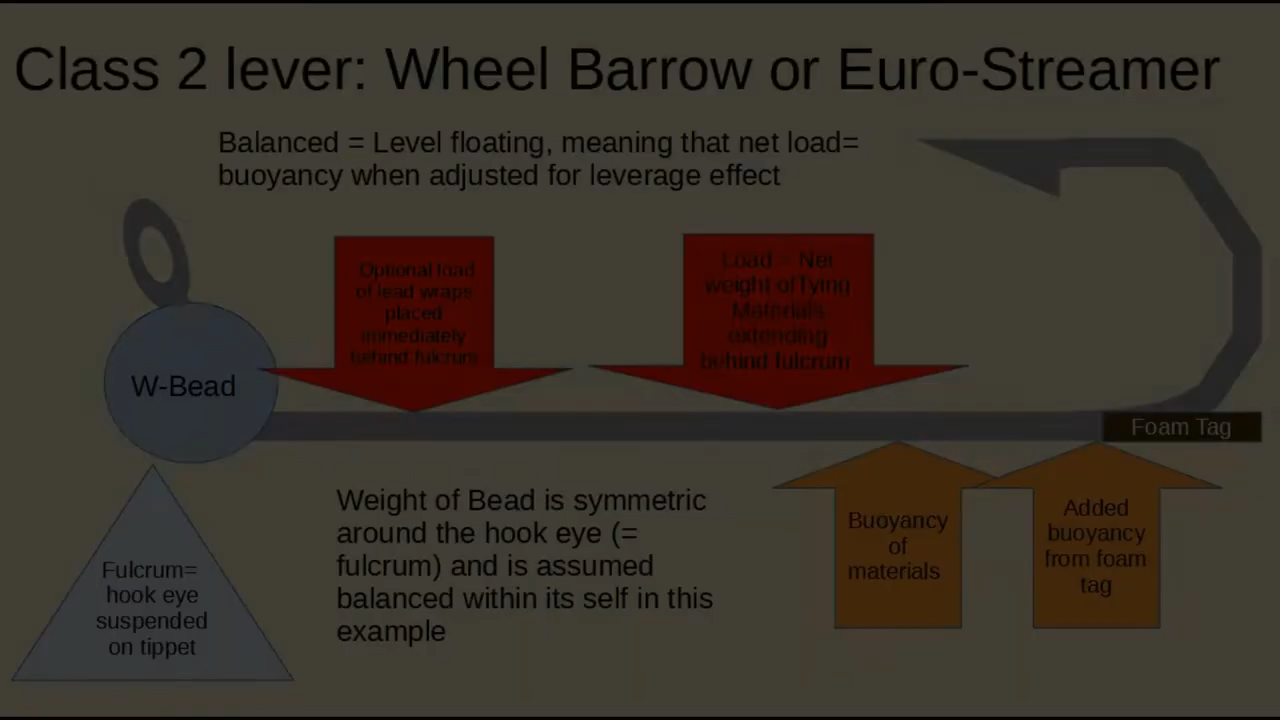 Class 2 lever: Wheel Barrow or Euro-Streamer
Balanced = Level floating, meaning that net load=
buoyancy when adjusted for leverage effect
Optional load
of lead wraps
placed
immediately
behind fulcrum
Load = Net
weight of Tying
Materials
extending
behind fulcrum
W-Bead
Foam Tag
Weight of Bead is symmetric
around the hook eye (=
fulcrum) and is assumed
balanced within its self in this
example
Buoyancy
of
materials
Added
buoyancy
from foam
tag
Fulcrum=
hook eye
suspended
on tippet